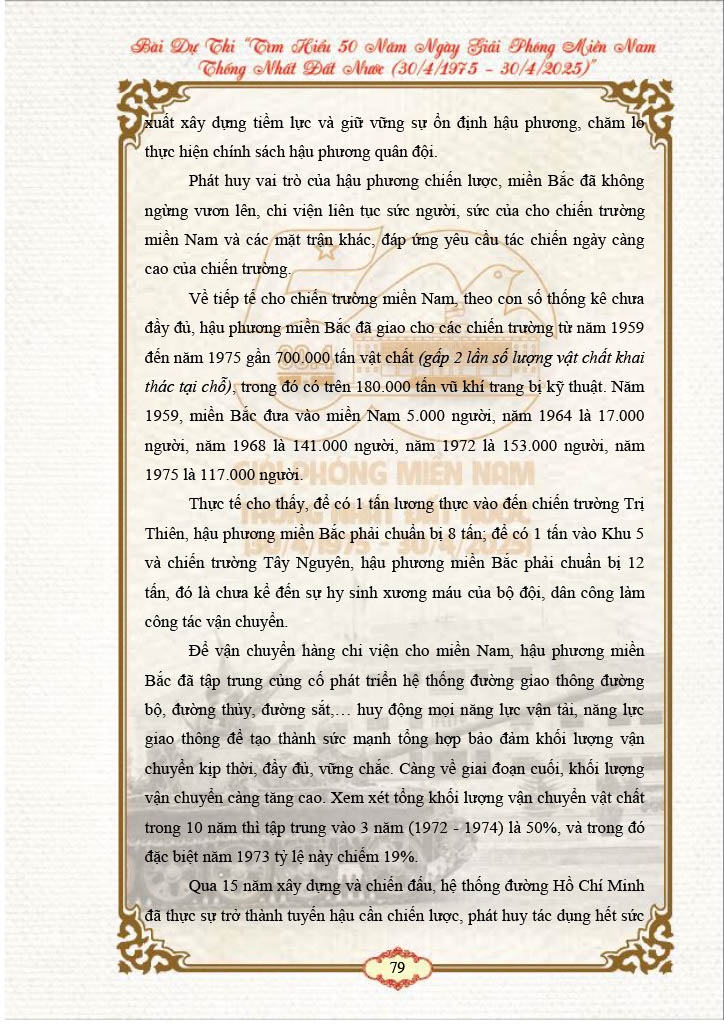 Bài Dự Thi "Tìm Hiểu 50 Năm Ngày Giải Phóng Miền Nam
Thống Nhất Đất Nước (30/4/1975 - 30/4/2025)"
xuất xây dựng tiềm lực và giữ vững sự ổn định hậu phương, chăm lo
thực hiện chính sách hậu phương quân đội.
Phát huy vai trò của hậu phương chiến lược, miền Bắc đã không
ngừng vươn lên, chi viện liên tục sức người, sức của cho chiến trường
miền Nam và các mặt trận khác, đáp ứng yêu cầu tác chiến ngày càng
cao của chiến trường.
Về tiếp tế cho chiến trường miền Nam, theo con số thống kê chưa
đầy đủ, hậu phương miền Bắc đã giao cho các chiến trường từ năm 1959
đến năm 1975 gần 700.000 tấn vật chất (gấp 2 lần số lượng vật chất khai
thác tại chỗ), trong đó có trên 180.000 tấn vũ khí trang bị kỹ thuật. Năm
1959, miền Bắc đưa vào miền Nam 5.000 người, năm 1964 là 17.000
người, năm 1968 là 141.000 người, năm 1972 là 153.000 người, năm
1975 là 117.000 người.
GIẢI PHÓNG MIỀN NAM
Thực tế cho thấy, để có 1 tấn lương thực vào đến chiến trường Trị
THỐNG NHẤT ĐẤT NƯỚC
Thiên, hậu phương miền Bắc phải chuẩn bị 8 tấn; để có 1 tấn vào Khu 5
(30/4/1975 - 30/4/2025)
và chiến trường Tây Nguyên, hậu phương miền Bắc phải chuẩn bị 12
tấn, đó là chưa kể đến sự hy sinh xương máu của bộ đội, dân công làm
công tác vận chuyển.
Để vận chuyển hàng chi viện cho miền Nam, hậu phương miền
Bắc đã tập trung củng cố phát triển hệ thống đường giao thông đường
bộ, đường thủy, đường sắt,… huy động mọi năng lực vận tải, năng lực
giao thông để tạo thành sức mạnh tổng hợp bảo đảm khối lượng vận
chuyển kịp thời, đầy đủ, vững chắc. Càng về giai đoạn cuối, khối lượng
vận chuyển càng tăng cao. Xem xét tổng khối lượng vận chuyển vật chất
trong 10 năm thì tập trung vào 3 năm (1972 - 1974) là 50%, và trong đó
đặc biệt năm 1973 tỷ lệ này chiếm 19%.
Qua 15 năm xây dựng và chiến đấu, hệ thống đường Hồ Chí Minh
đã thực sự trở thành tuyến hậu cần chiến lược, phát huy tác dụng hết sức
79